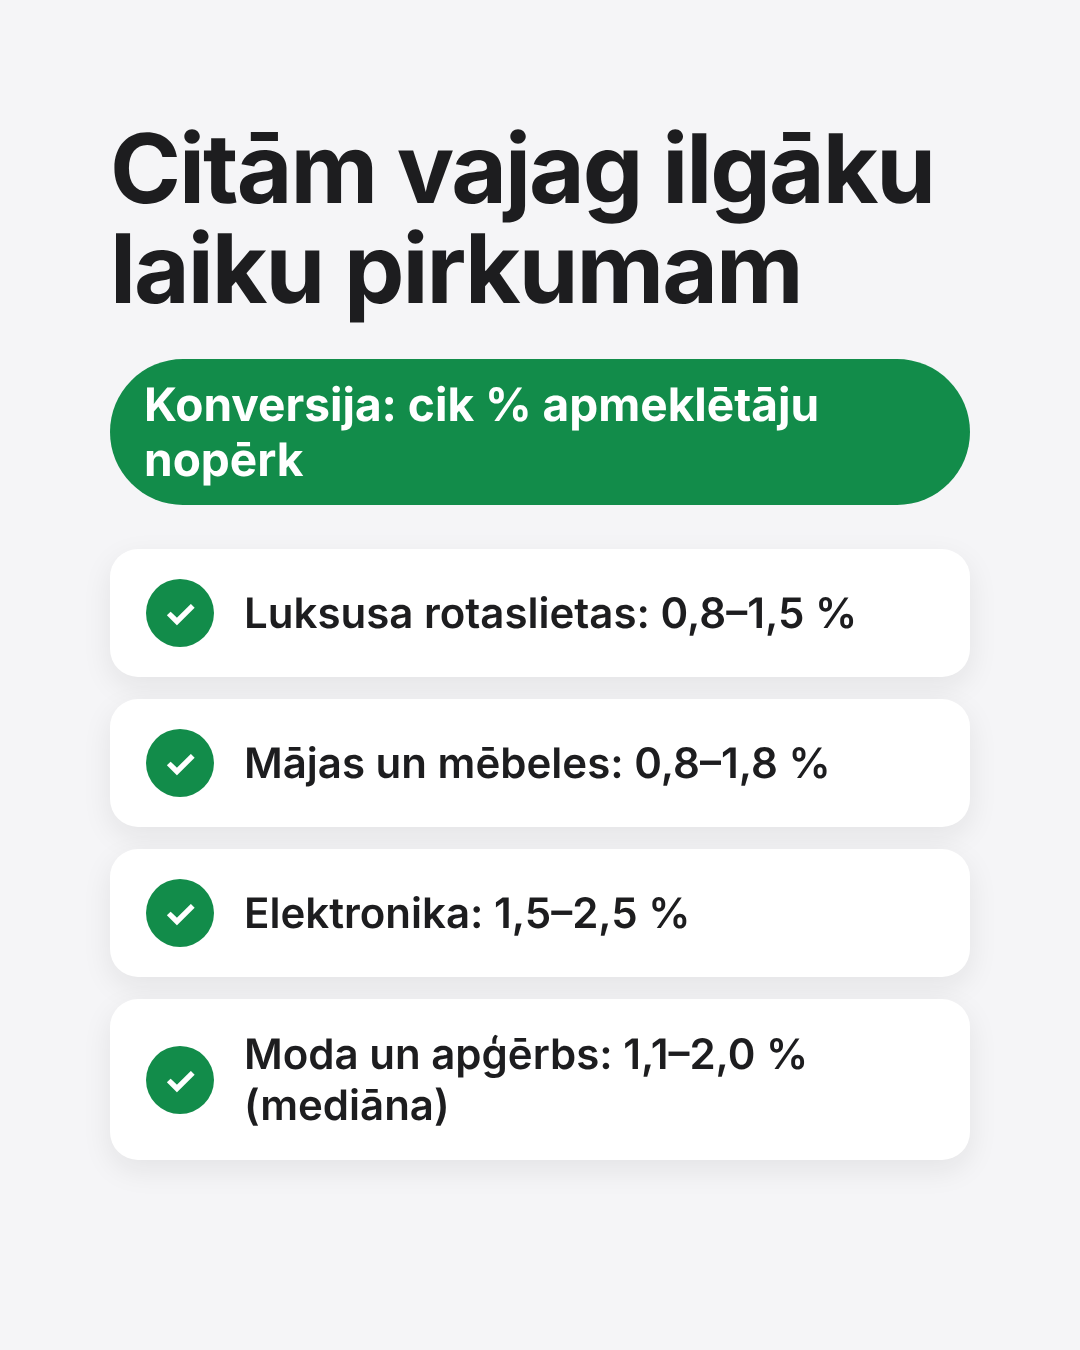 Citām vajag ilgāku
laiku pirkumam
Konversija: cik % apmeklētāju
nopērk
Luksusa rotaslietas: 0,8–1,5 %
Mājas un mēbeles: 0,8–1,8 %
Elektronika: 1,5–2,5 %
Moda un apģērbs: 1,1–2,0 %
(mediāna)